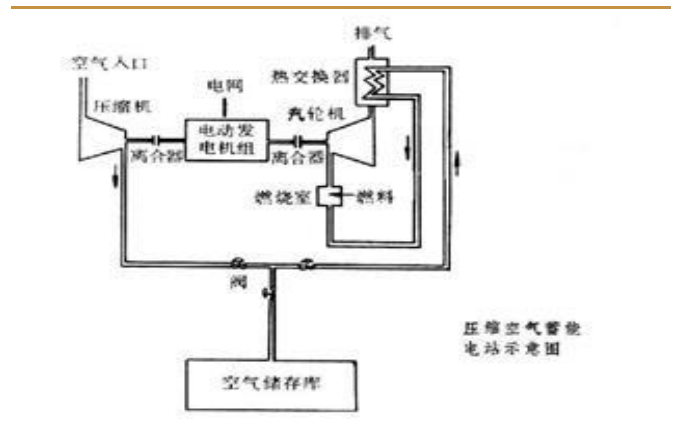 排气
空气入口
热交换器
电网
压缩机
汽轮机
电动发
电机组
离合器
离合器
燃烧室
燃料
阀
压缩空气蓄能
电站示意图
空气储存库